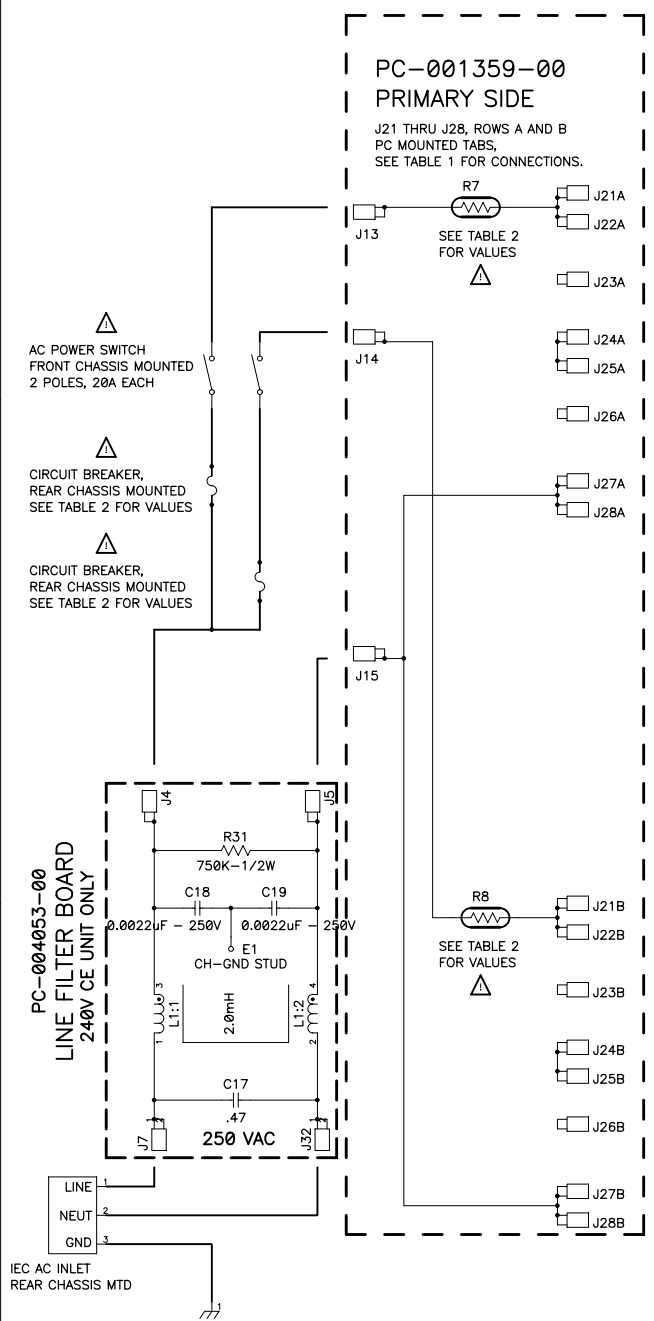 PC-001359-00
PRIMARY SIDE
J21 THRU J28, ROWS A AND B
PC MOUNTED TABS,
SEE TABLE 1 FOR CONNECTIONS.
R7
J21A
J22A
J13
SEE TABLE 2
FOR VALUES
!
J23A
!
AC POWER SWITCH
FRONT CHASSIS MOUNTED
2 POLES, 20A EACH
J14
J24A
J25A
J26A
!
CIRCUIT BREAKER,
REAR CHASSIS MOUNTED
SEE TABLE 2 FOR VALUES
J27A
J28A
!
CIRCUIT BREAKER,
REAR CHASSIS MOUNTED
SEE TABLE 2 FOR VALUES
J15
J4
J5
R31
750K-1/2W
C18
C19
0.0022uF - 250V
0.0022uF - 250V
E1
CH-GND STUD
PC-004053-00
LINE FILTER BOARD
240V CE UNIT ONLY
3
L1:1
1
2.0mH
4
L1:2
2
C17
.47
1
2
1
2
J7
250 VAC
J32
R8
J21B
J22B
SEE TABLE 2
FOR VALUES
!
J23B
J24B
J25B
J26B
J27B
J28B
LINE 1
NEUT 2
GND 3
IEC AC INLET
REAR CHASSIS MTD
1